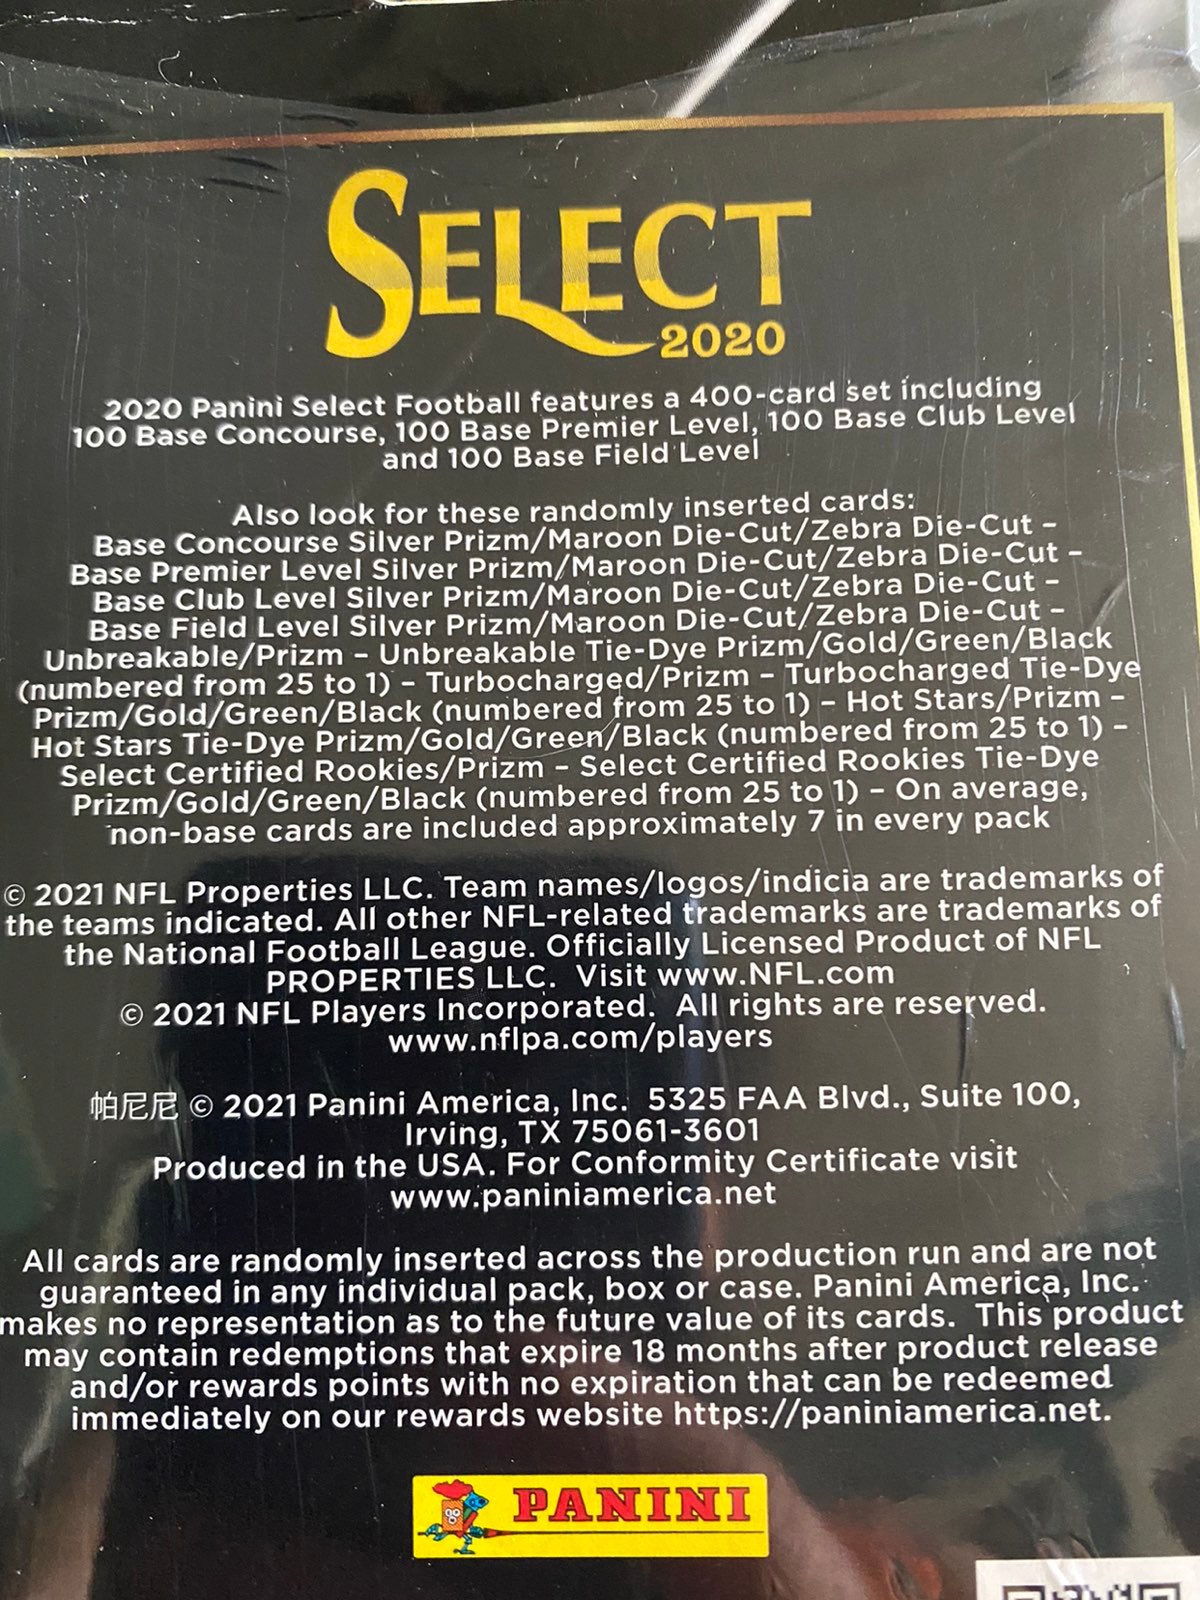 SELECT
2020
2020 Panini Select Football features a 400-card set including
100 Base Concourse, 100 Base Premier Level, 100 Base Club Level
and 100 Base Field Level
Also look for these randomly inserted cards:
Base Concourse Silver Prizm/Maroon Die-Cut/Zebra Die-Cut –
Base Premier Level Silver Prizm/Maroon Die-Cut/Zebra Die-Cut –
Base Club Level Silver Prizm/Maroon Die-Cut/Zebra Die-Cut –
Base Field Level Silver Prizm/Maroon Die-Cut/Zebra Die-Cut –
Unbreakable/Prizm – Unbreakable Tie-Dye Prizm/Gold/Green/Black
(numbered from 25 to 1) – Turbocharged/Prizm – Turbocharged Tie-Dye
Prizm/Gold/Green/Black (numbered from 25 to 1) – Hot Stars/Prizm –
Hot Stars Tie-Dye Prizm/Gold/Green/Black (numbered from 25 to 1) –
Select Certified Rookies/Prizm – Select Certified Rookies Tie-Dye
Prizm/Gold/Green/Black (numbered from 25 to 1) – On average,
non-base cards are included approximately 7 in every pack
© 2021 NFL Properties LLC. Team names/logos/indicia are trademarks of
the teams indicated. All other NFL-related trademarks are trademarks of
the National Football League. Officially Licensed Product of NFL
PROPERTIES LLC. Visit www.NFL.com
© 2021 NFL Players Incorporated. All rights are reserved.
www.nflpa.com/players
帕尼尼 © 2021 Panini America, Inc. 5325 FAA Blvd., Suite 100,
Irving, TX 75061-3601
Produced in the USA. For Conformity Certificate visit
www.paniniamerica.net
All cards are randomly inserted across the production run and are not
guaranteed in any individual pack, box or case. Panini America, Inc.
makes no representation as to the future value of its cards. This product
may contain redemptions that expire 18 months after product release
and/or rewards points with no expiration that can be redeemed
immediately on our rewards website https://paniniamerica.net.
PANINI